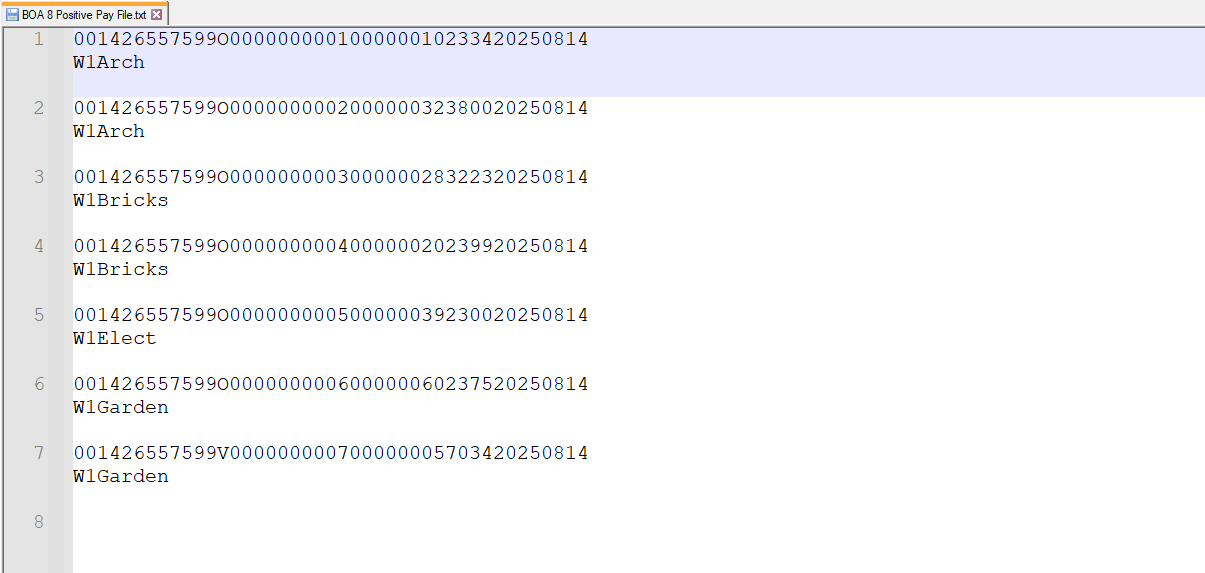 BOA 8 Positive Pay File.txt
1 001426557599O000000000100000010233420250814
W1Arch
2 001426557599O000000000200000032380020250814
W1Arch
3 001426557599O000000000300000028322320250814
W1Bricks
4 001426557599O000000000400000020239920250814
W1Bricks
5 001426557599O000000000500000039230020250814
W1Elect
6 001426557599O000000000600000060237520250814
W1Garden
7 001426557599V000000000700000005703420250814
W1Garden
8